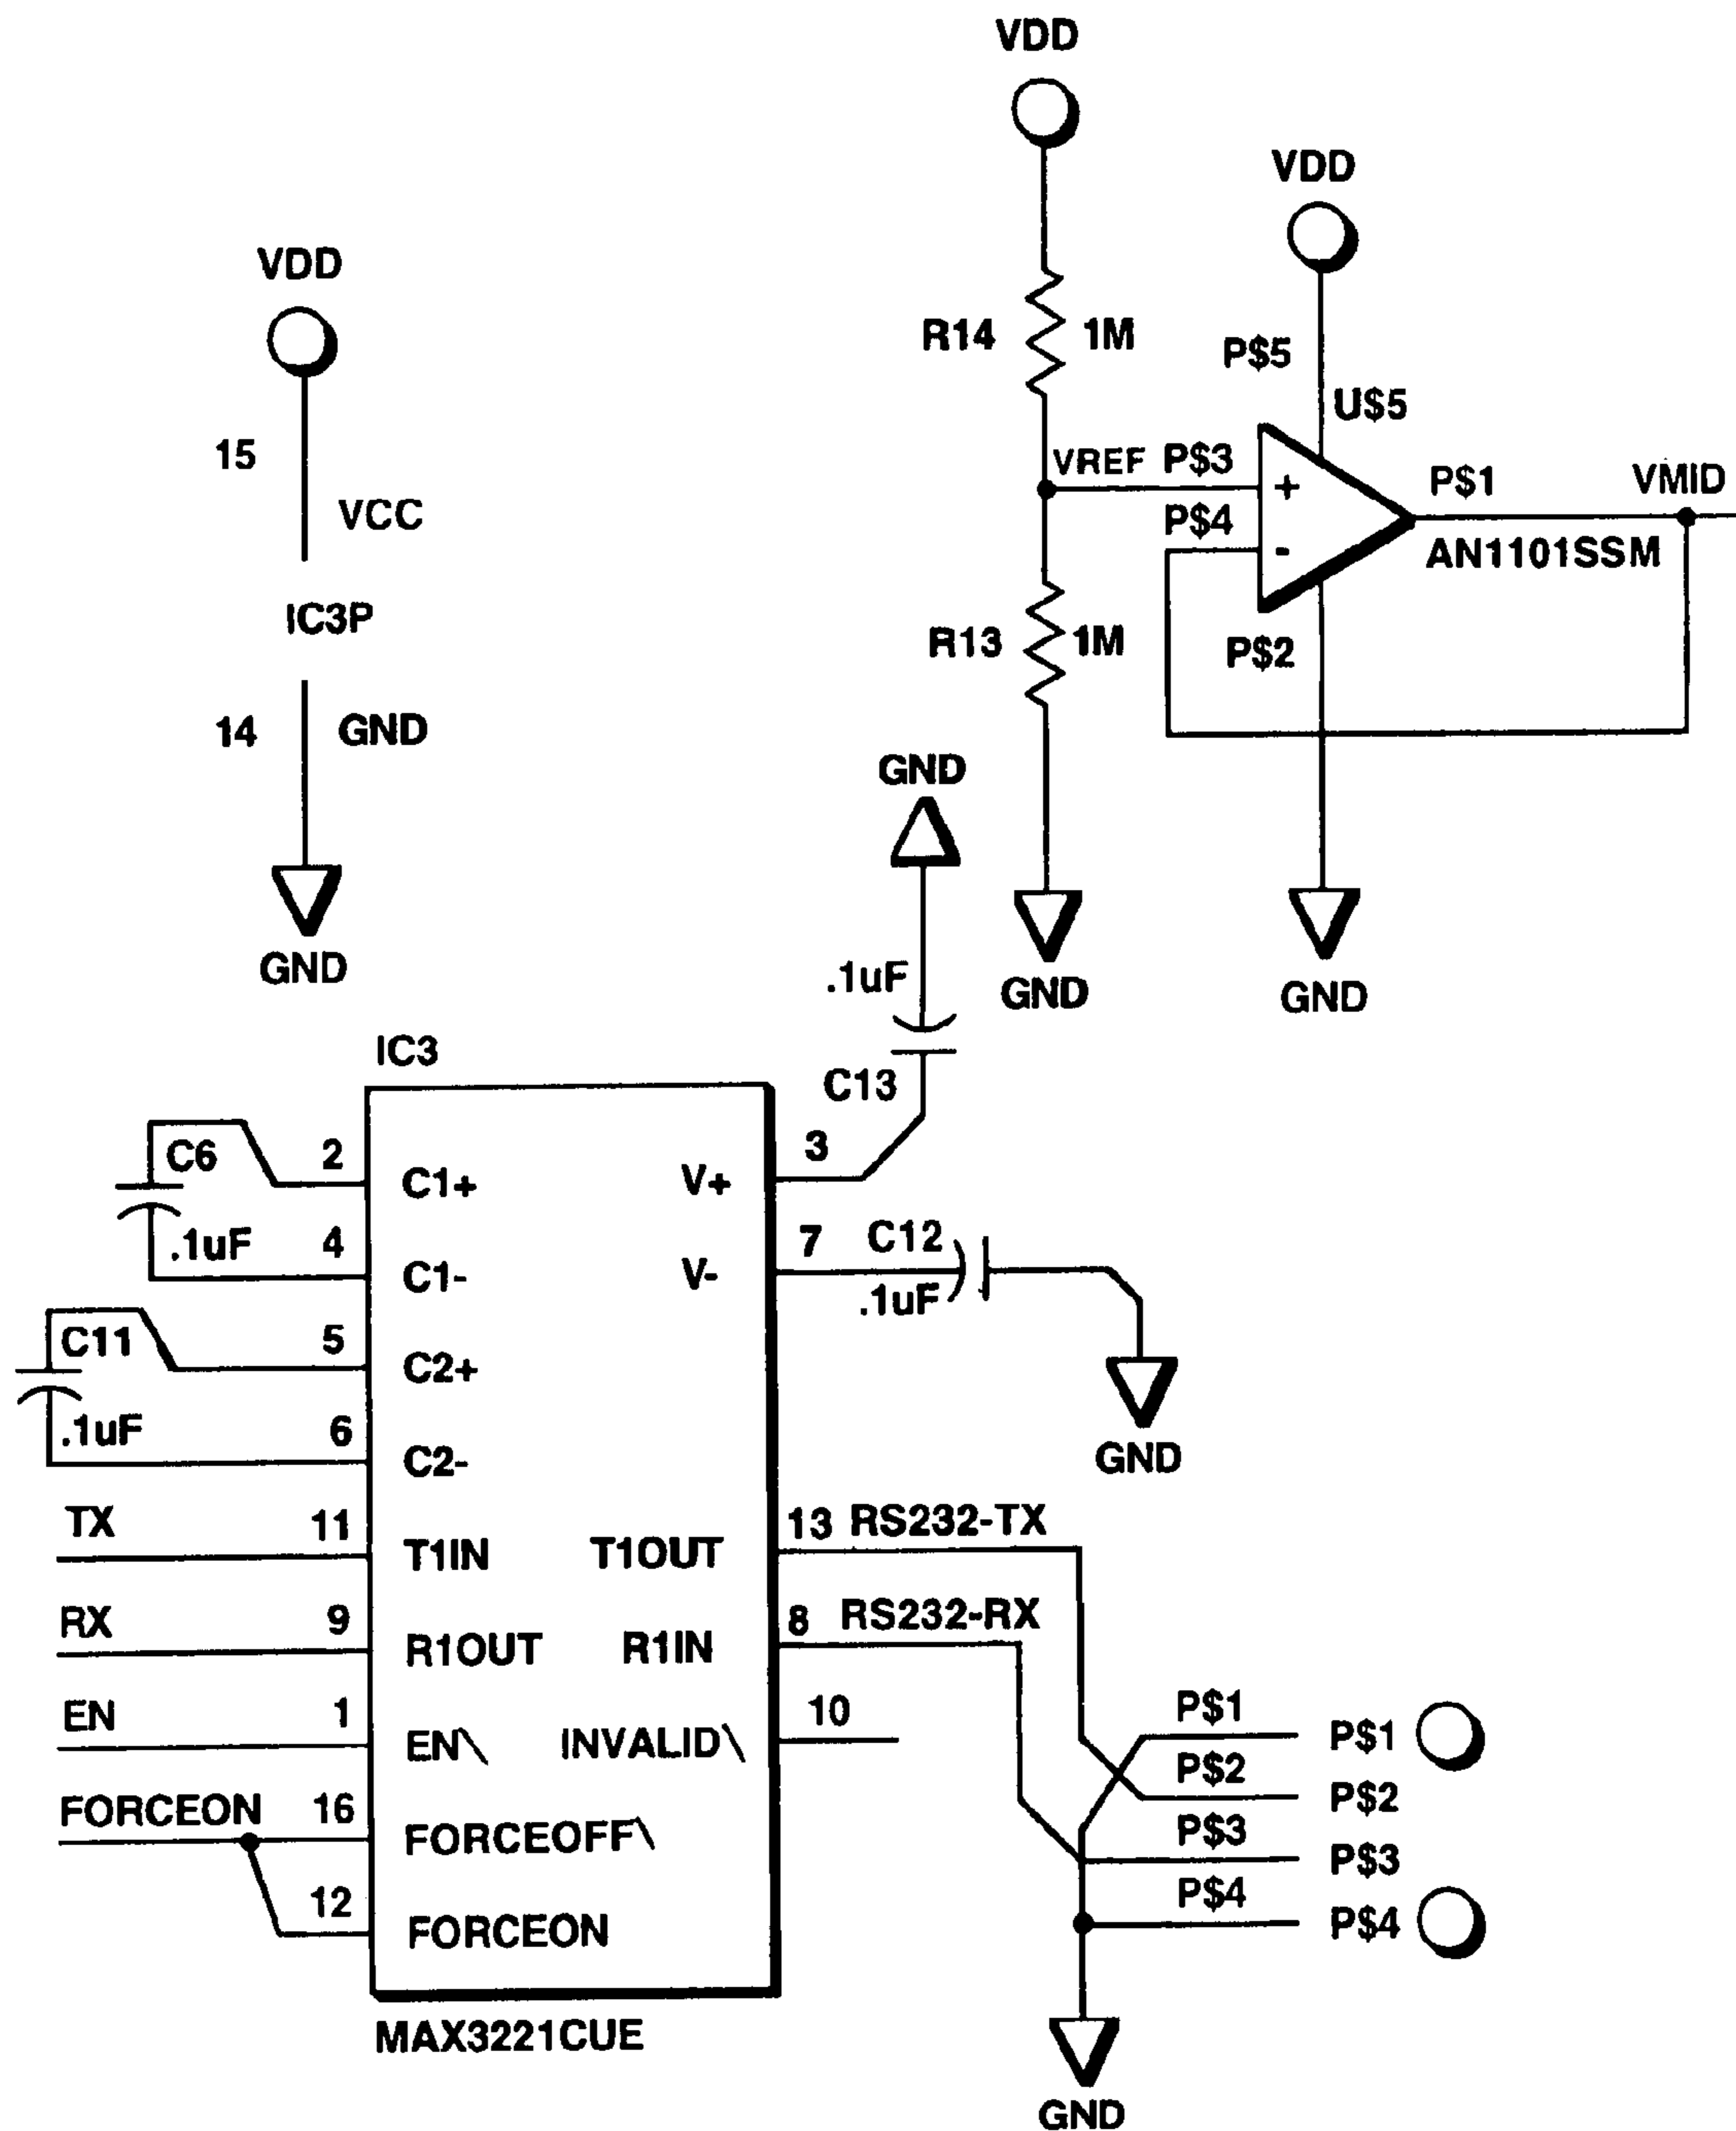 VDD
VDD
VDD
R14 1M
P$5
U$5
15
VCC
VREF P$3
P$1
VMID
P$4
+
-
AN1101SSM
IC3P
R13 1M
P$2
14 GND
GND
GND
.1uF
GND
GND
IC3
C13
C6
2
3
C1+
V+
.1uF
4
7
C12
C1-
V-
.1uF
C11
5
C2+
.1uF
6
C2-
GND
TX
11
13 RS232-TX
T1IN
T1OUT
RX
9
8 RS232-RX
R1OUT
R1IN
EN
1
10
P$1
P$1
EN\
INVALID\
P$2
P$2
FORCEON
16
FORCEOFF\
P$3
P$3
12
P$4
P$4
FORCEON
MAX3221CUE
GND